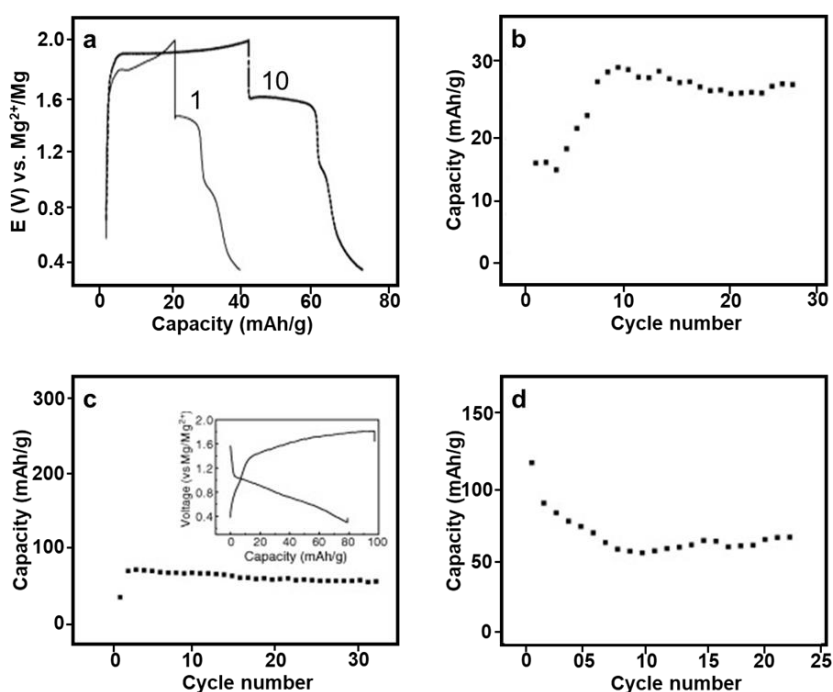 a
2.0
1.6
1.2
0.8
0.4
E (V) vs. Mg2+/Mg
1
10
0 20 40 60 80
Capacity (mAh/g)
b
30
20
10
0
Capacity (mAh/g)
0 10 20 30
Cycle number
c
300
200
100
0
Capacity (mAh/g)
2.0
1.6
1.2
0.8
0.4
Voltage (vs Mg/Mg2+)
0 20 40 60 80 100
Capacity (mAh/g)
0 10 20 30
Cycle number
d
150
100
50
0
Capacity (mAh/g)
0 05 10 15 20 25
Cycle number